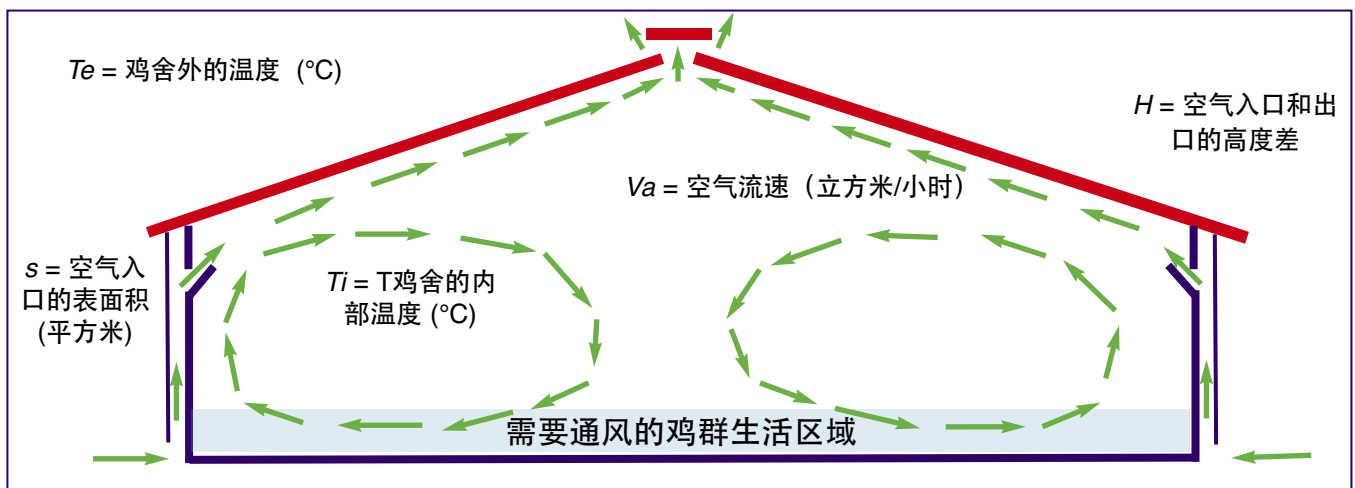 Te = 鸡舍外的温度 (°C)
H = 空气入口和出
口的高度差
Va = 空气流速（立方米/小时）
s = 空气入
口的表面积
(平方米)
Ti = T鸡舍的内
部温度 (°C)
需要通风的鸡群生活区域